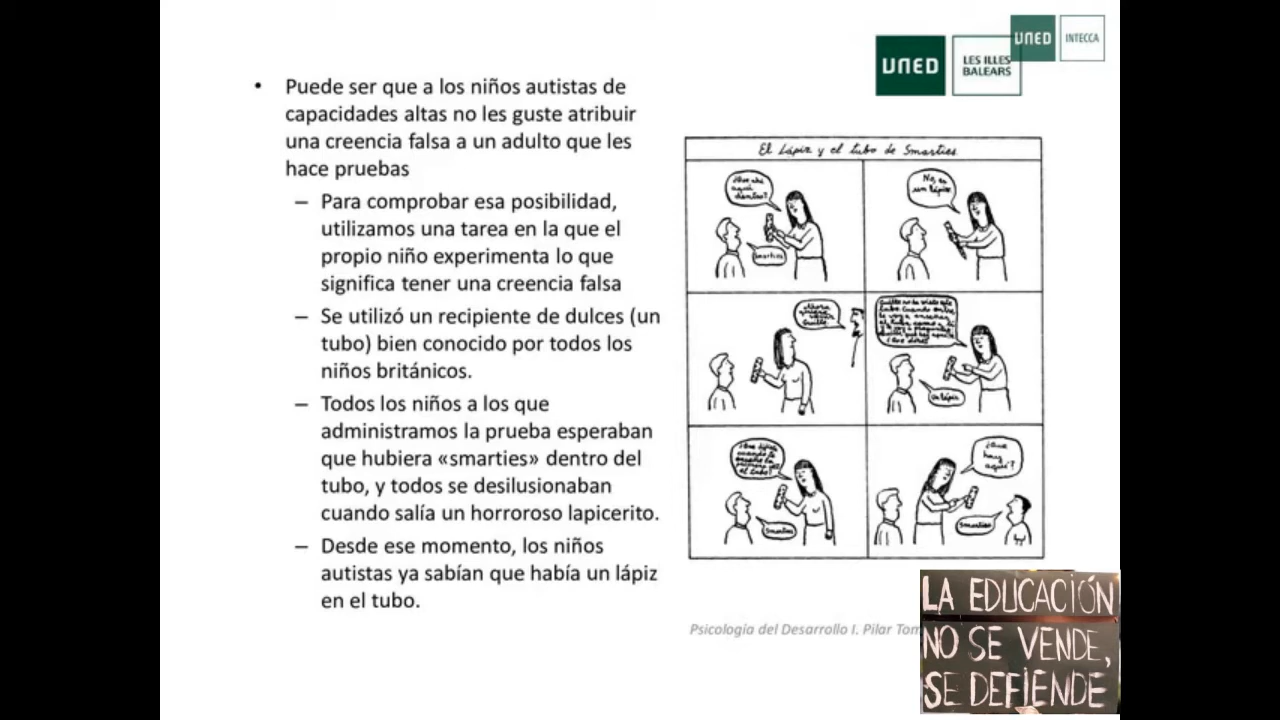 UNED
INTECCA
UNED
LES ILLES
BALEARS
• Puede ser que a los niños autistas de
capacidades altas no les guste atribuir
una creencia falsa a un adulto que les
hace pruebas
– Para comprobar esa posibilidad,
utilizamos una tarea en la que el
propio niño experimenta lo que
significa tener una creencia falsa
– Se utilizó un recipiente de dulces (un
tubo) bien conocido por todos los
niños británicos.
– Todos los niños a los que
administramos la prueba esperaban
que hubiera «smarties» dentro del
tubo, y todos se desilusionaban
cuando salía un horroroso lapicerito.
– Desde ese momento, los niños
autistas ya sabían que había un lápiz
en el tubo.
El Lápiz y el tubo de Smarties
¿Que hay
aquí
dentro?
Smarties
No, es
un lápiz
Un lápiz
Smarties
¿Que
hay
aquí?
Smarties
Psicología del Desarrollo I. Pilar
LA EDUCACIÓN
NO SE VENDE,
SE DEFIENDE